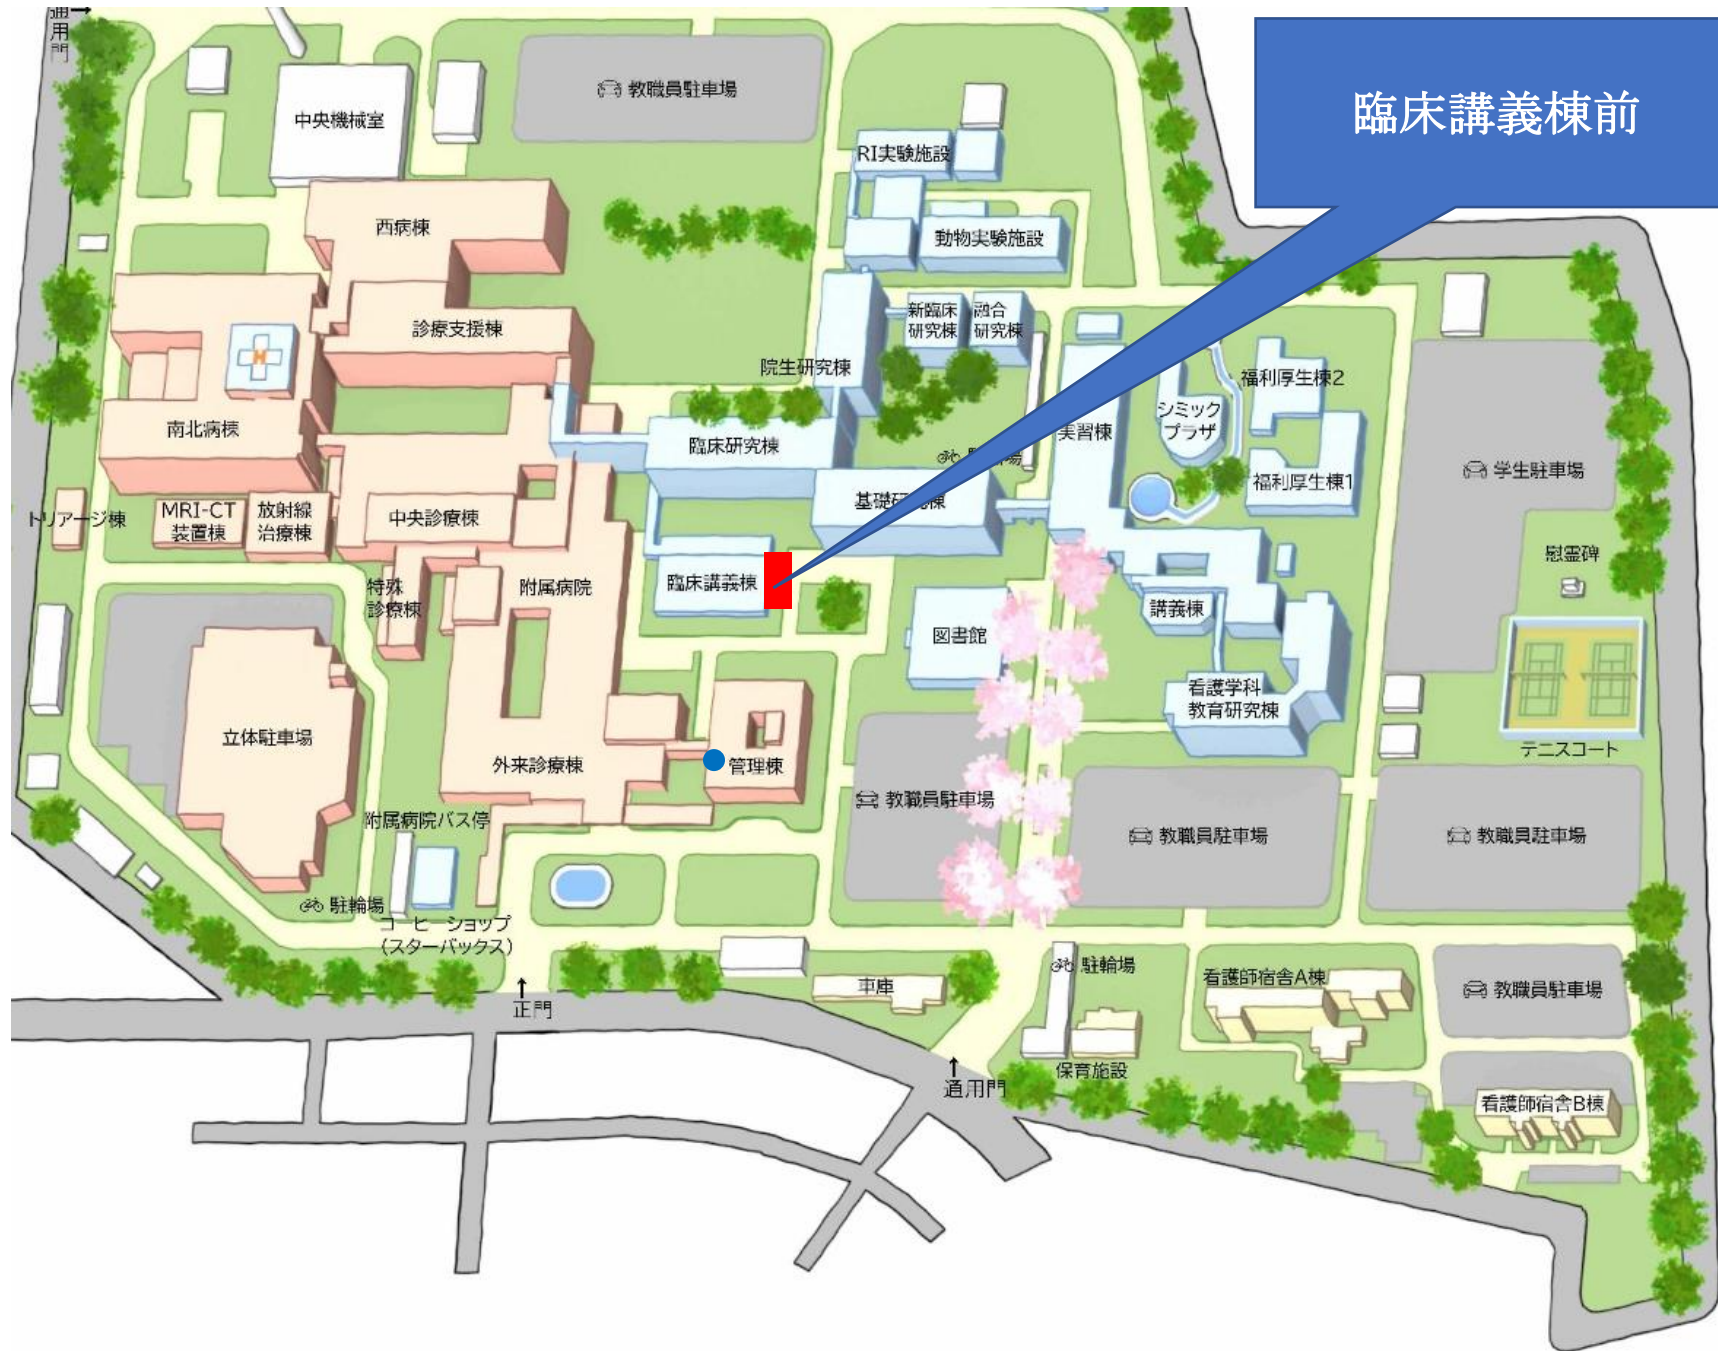 通
用
門
→
教職員駐車場
臨床講義棟前
中央機械室
RI実験施設
西病棟
動物実験施設
新臨床
研究棟
融合
研究棟
診療支援棟
H
院生研究棟
福利厚生棟2
シミック
プラザ
南北病棟
臨床研究棟
実習棟
学生駐車場
福利厚生棟1
トリアージ棟
MRI-CT
装置棟
放射線
治療棟
中央診療棟
慰霊碑
特殊
診療棟
附属病院
臨床講義棟
講義棟
図書館
看護学科
教育研究棟
立体駐車場
外来診療棟
管理棟
テニスコート
教職員駐車場
附属病院バス停
教職員駐車場
教職員駐車場
駐輪場
コーヒーショップ
(スターバックス)
駐輪場
車庫
看護師宿舎A棟
教職員駐車場
↑
正門
保育施設
↑
通用門
看護師宿舎B棟